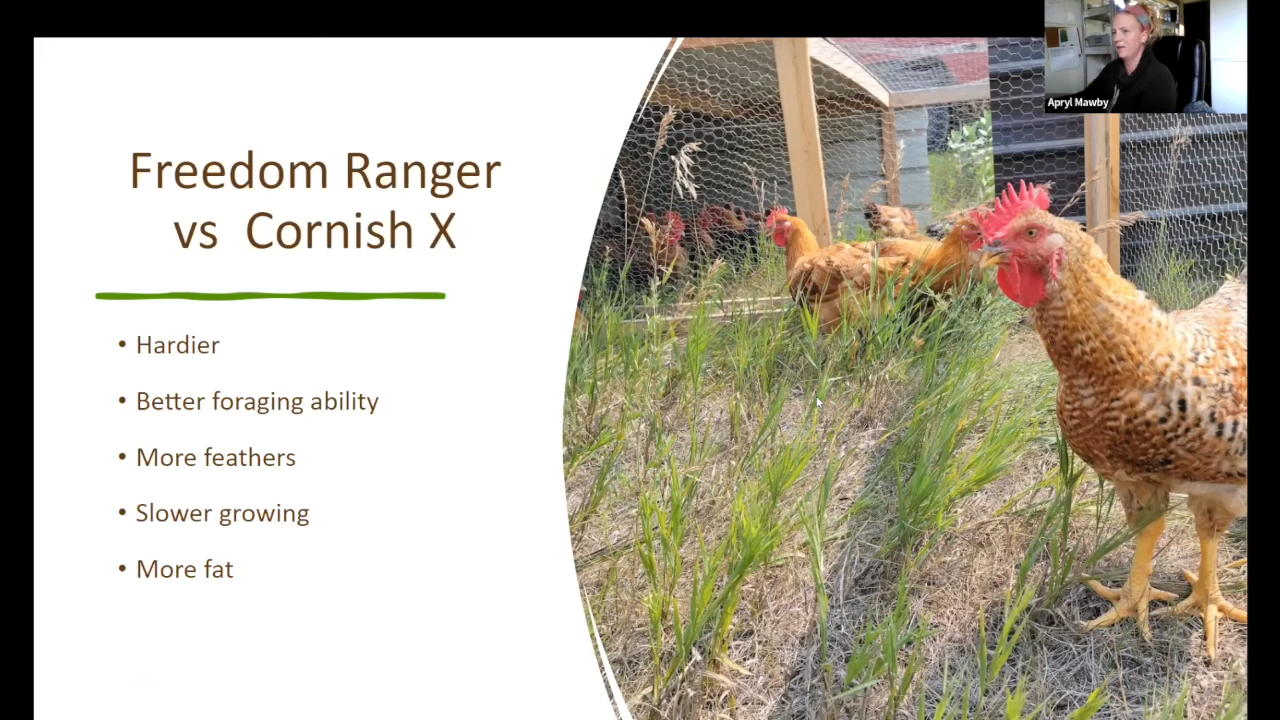 Apryl Mawby
Freedom Ranger
vs Cornish X
• Hardier
• Better foraging ability
• More feathers
• Slower growing
• More fat